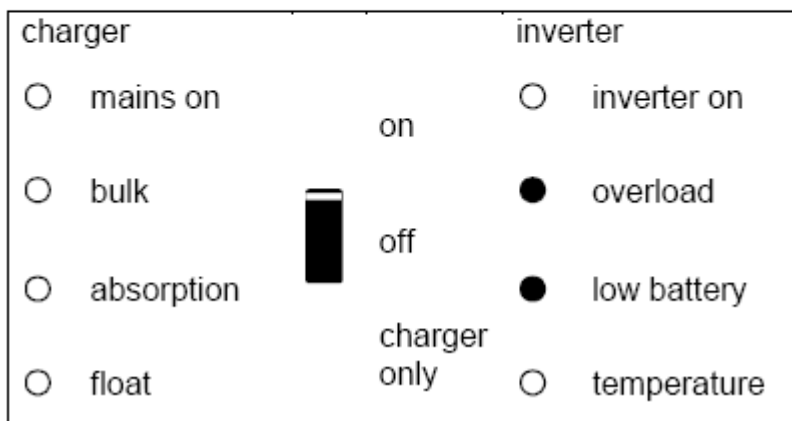 charger
inverter
mains on
on
inverter on
bulk
overload
off
absorption
low battery
charger
only
float
temperature